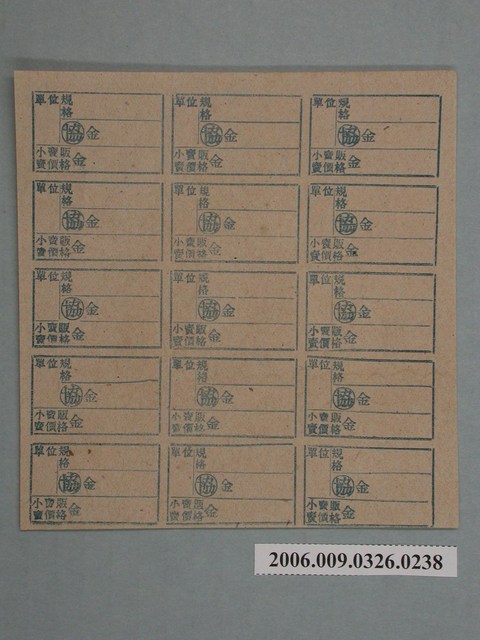 單位 規格
協 金
小賣販賣價格 金
單位 規格
協 金
小賣販賣價格 金
單位 規格
協 金
小賣販賣價格 金
單位 規格
協 金
小賣販賣價格 金
單位 規格
協 金
小賣販賣價格 金
單位 規格
協 金
小賣販賣價格 金
單位 規格
協 金
小賣販賣價格 金
單位 規格
協 金
小賣販賣價格 金
單位 規格
協 金
小賣販賣價格 金
單位 規格
協 金
小賣販賣價格 金
單位 規格
協 金
小賣販賣價格 金
單位 規格
協 金
小賣販賣價格 金
單位 規格
協 金
小賣販賣價格 金
單位 規格
協 金
小賣販賣價格 金
單位 規格
協 金
小賣販賣價格 金
2006.009.0326.0238